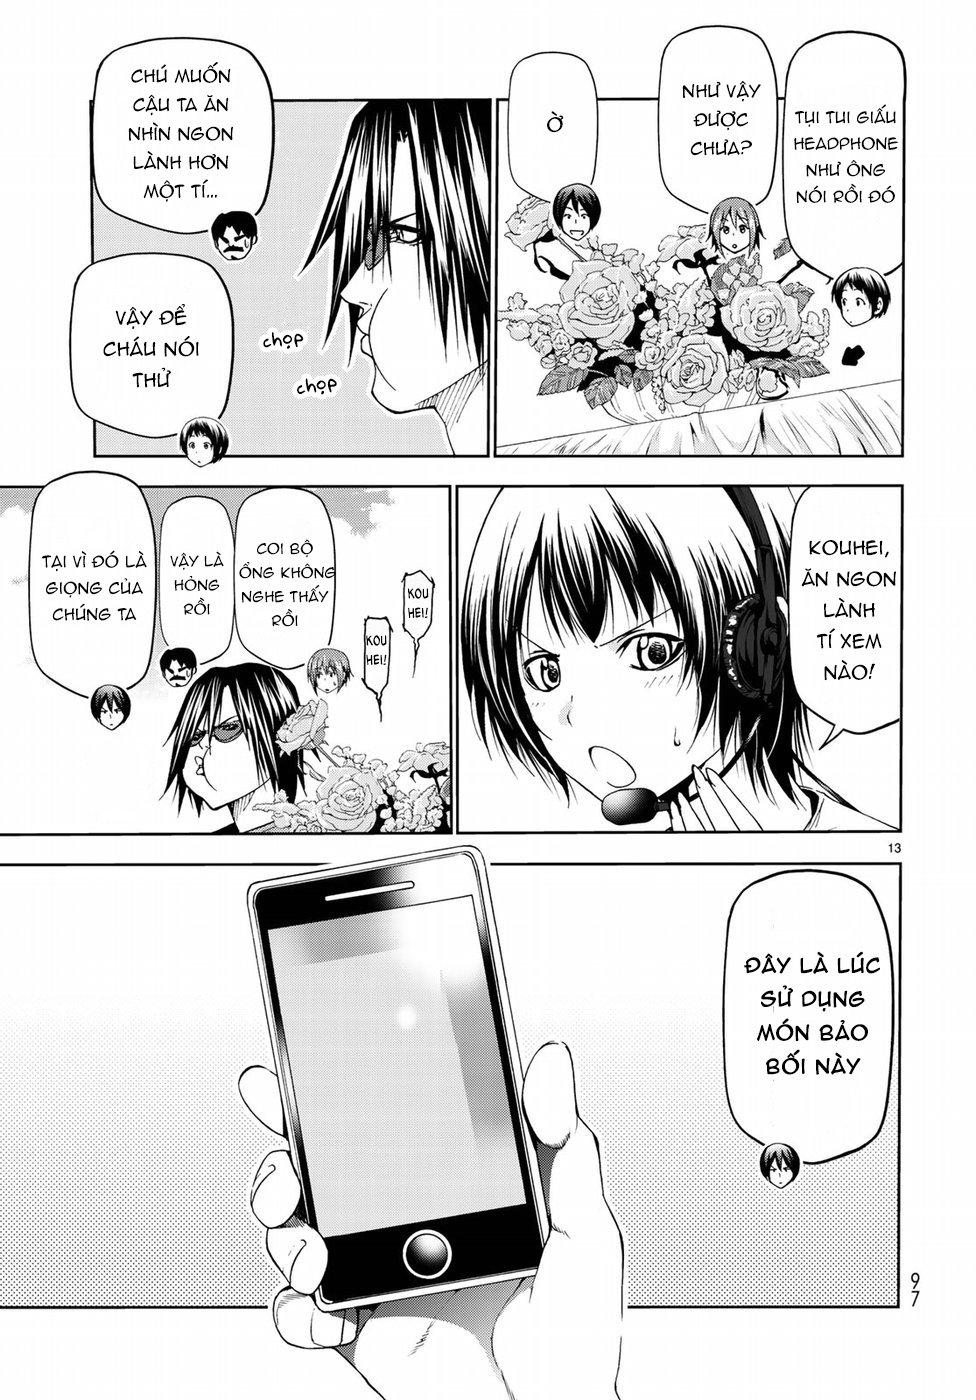 TỤI TUI GIẤU
HEADPHONE
NHƯ ÔNG
NÓI RỒI ĐÓ
NHƯ VẬY
ĐƯỢC
CHƯA?
Ờ
CHÚ MUỐN
CẬU TA ĂN
NHÌN NGON
LÀNH HƠN
MỘT TÍ...
chọp
chọp
VẬY ĐỂ
CHÁU NÓI
THỬ
KOUHEI,
ĂN NGON
LÀNH
TÍ XEM
NÀO!
KOU
HEI!
KOU
HEI!
COI BỘ
ỔNG KHÔNG
NGHE THẤY
RỒI
VẬY LÀ
HỎNG
RỒI
TẠI VÌ ĐÓ LÀ
GIỌNG CỦA
CHÚNG TA
13
ĐÂY LÀ LÚC
SỬ DỤNG
MÓN BẢO
BỐI NÀY
97